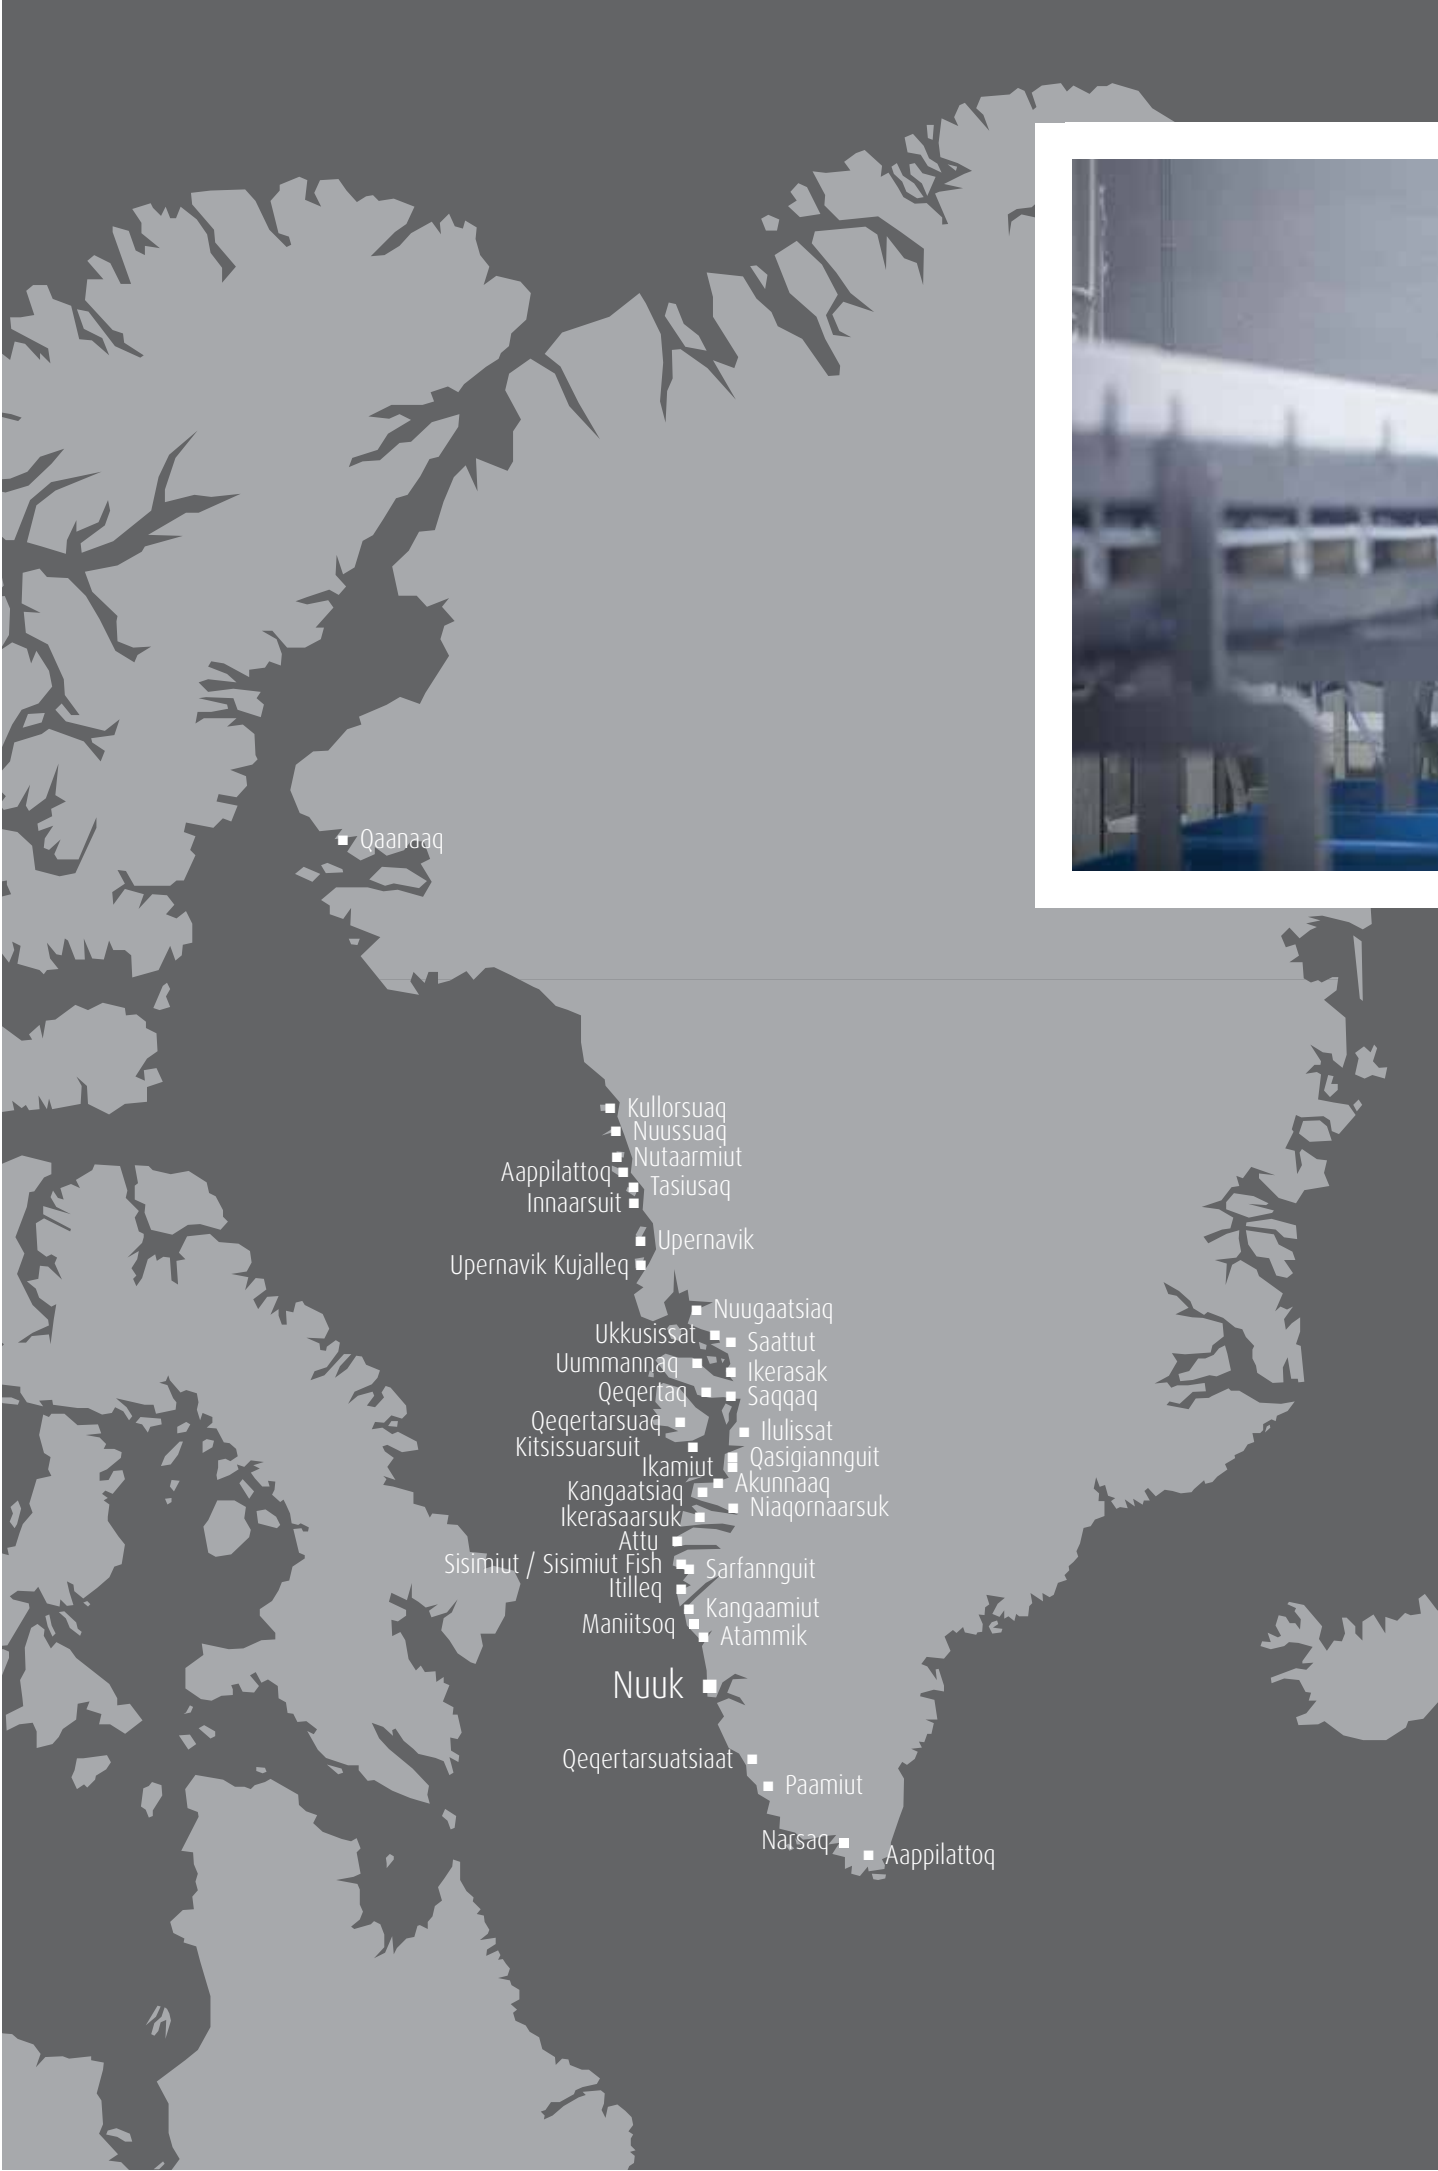 Qaanaaq
Kullorsuaq
Nuussuaq
Nutaarmiut
Aappilattoq
Tasiusaq
Innaarsuit
Upernavik
Upernavik Kujalleq
Nuugaatsiaq
Ukkusissat
Saattut
Uummannaq
Ikerasak
Qeqertaq
Saqqaq
Qeqertarsuaq
Ilulissat
Kitsissuarsuit
Qasigiannguit
Ikamiut
Akunnaaq
Kangaatsiaq
Niaqornaarsuk
Ikerasaarsuk
Attu
Sisimiut / Sisimiut Fish
Sarfannguit
Itilleq
Kangaamiut
Maniitsoq
Atammik
Nuuk
Qeqertarsuatsiaat
Paamiut
Narsaq
Aappilattoq